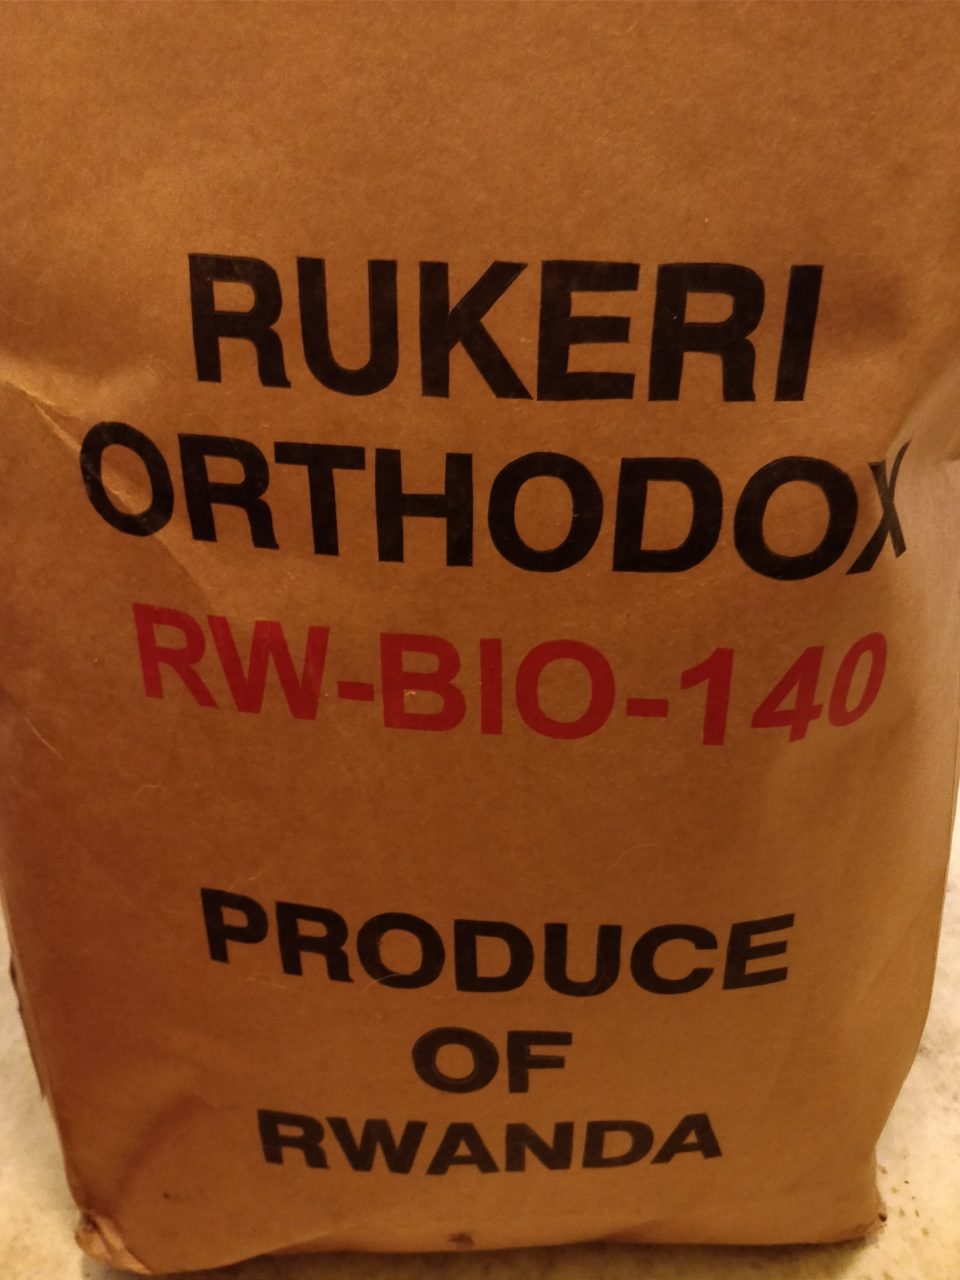 RUKERI
ORTHODOX
RW-BIO-140
PRODUCE
OF
RWANDA